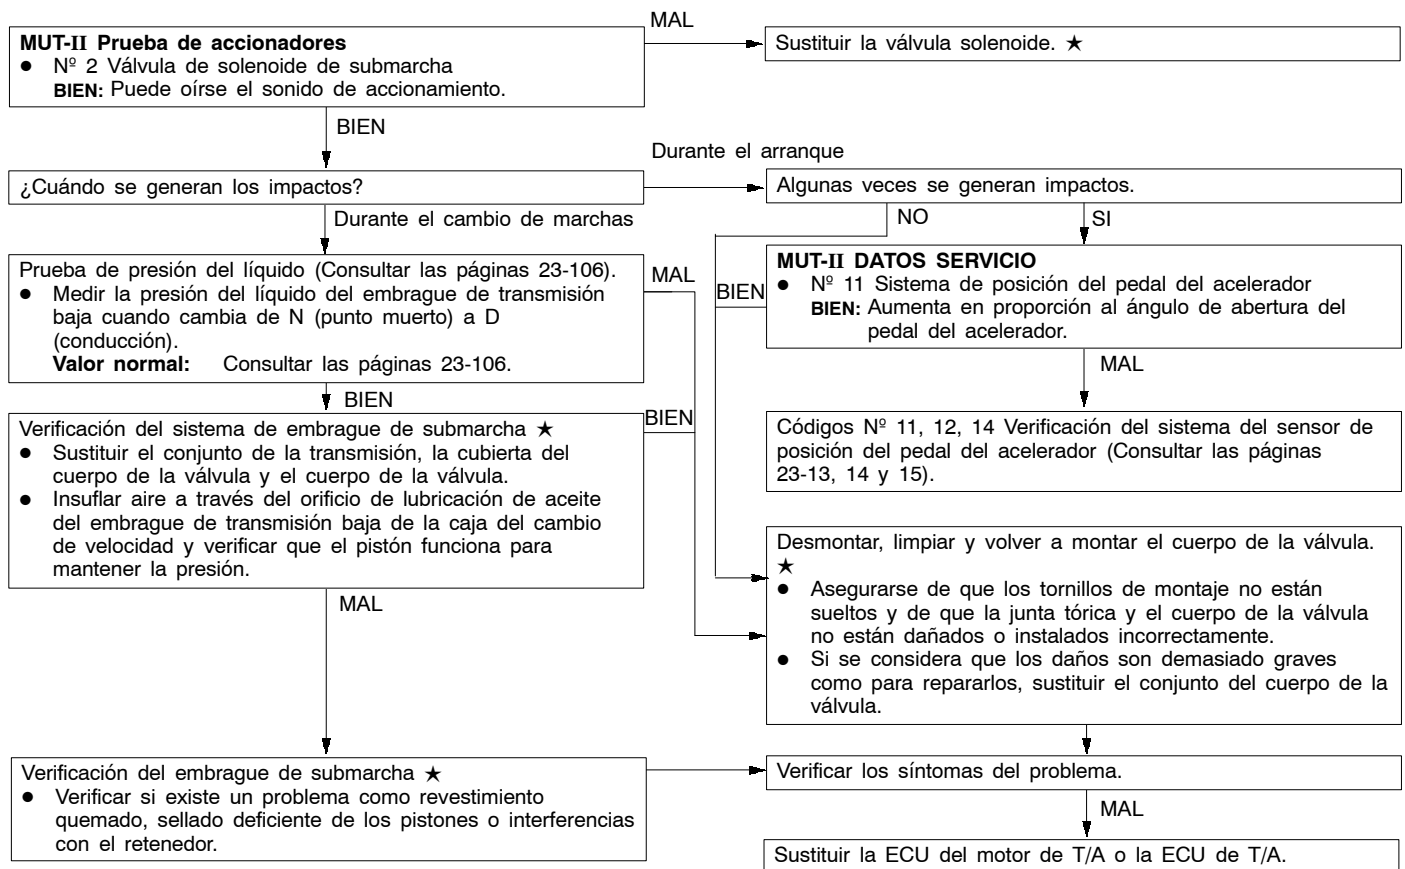 MAL
MUT-II Prueba de accionadores
● Nº 2 Válvula de solenoide de submarcha
BIEN: Puede oírse el sonido de accionamiento.
Sustituir la válvula solenoide. ★
BIEN
Durante el arranque
¿Cuándo se generan los impactos?
Algunas veces se generan impactos.
Durante el cambio de marchas
NO
SI
Prueba de presión del líquido (Consultar las páginas 23-106).
● Medir la presión del líquido del embrague de transmisión
baja cuando cambia de N (punto muerto) a D
(conducción).
Valor normal: Consultar las páginas 23-106.
MAL
BIEN
MUT-II DATOS SERVICIO
● Nº 11 Sistema de posición del pedal del acelerador
BIEN: Aumenta en proporción al ángulo de abertura del
pedal del acelerador.
MAL
BIEN
BIEN
Verificación del sistema de embrague de submarcha ★
● Sustituir el conjunto de la transmisión, la cubierta del
cuerpo de la válvula y el cuerpo de la válvula.
● Insuflar aire a través del orificio de lubricación de aceite
del embrague de transmisión baja de la caja del cambio
de velocidad y verificar que el pistón funciona para
mantener la presión.
Códigos Nº 11, 12, 14 Verificación del sistema del sensor de
posición del pedal del acelerador (Consultar las páginas
23-13, 14 y 15).
Desmontar, limpiar y volver a montar el cuerpo de la válvula.
★
● Asegurarse de que los tornillos de montaje no están
sueltos y de que la junta tórica y el cuerpo de la válvula
no están dañados o instalados incorrectamente.
● Si se considera que los daños son demasiado graves
como para repararlos, sustituir el conjunto del cuerpo de la
válvula.
MAL
Verificación del embrague de submarcha ★
● Verificar si existe un problema como revestimiento
quemado, sellado deficiente de los pistones o interferencias
con el retenedor.
Verificar los síntomas del problema.
MAL
Sustituir la ECU del motor de T/A o la ECU de T/A.